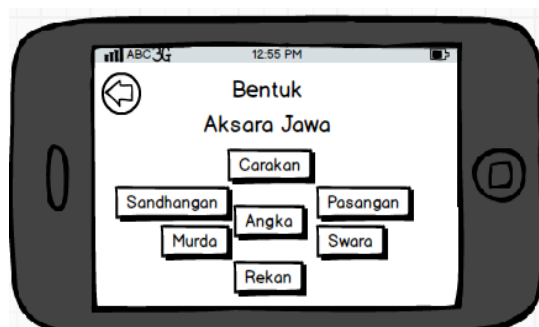 ABC 3G 12:55 PM
Bentuk
Aksara Jawa
Carakan
Sandhangan Pasangan
Angka
Murda Swara
Rekan